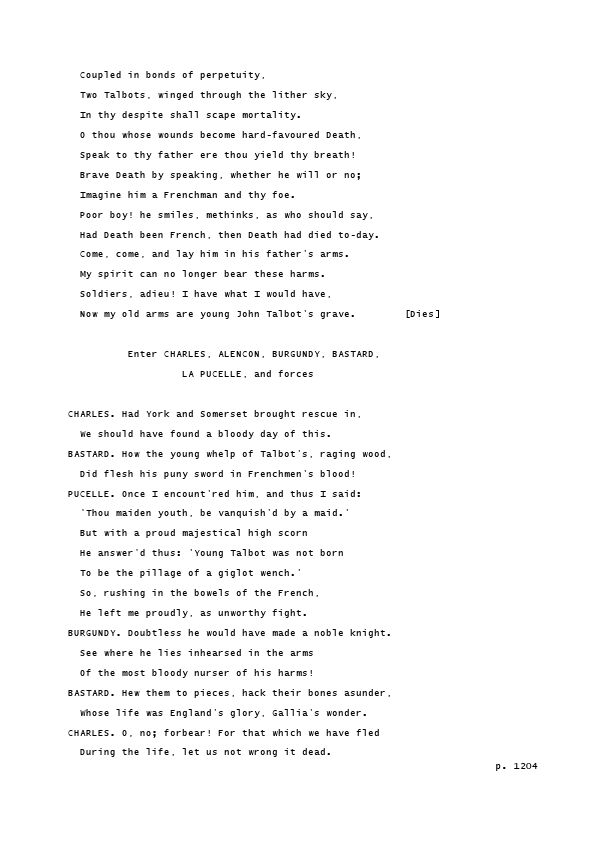 Coupled in bonds of perpetuity,
Two Talbots, winged through the lither sky,
In thy despite shall scape mortality.
O thou whose wounds become hard-favoured Death,
Speak to thy father ere thou yield thy breath!
Brave Death by speaking, whether he will or no;
Imagine him a Frenchman and thy foe.
Poor boy! he smiles, methinks, as who should say,
Had Death been French, then Death had died to-day.
Come, come, and lay him in his father's arms.
My spirit can no longer bear these harms.
Soldiers, adieu! I have what I would have,
Now my old arms are young John Talbot's grave. [Dies]
Enter CHARLES, ALENCON, BURGUNDY, BASTARD,
LA PUCELLE, and forces
CHARLES. Had York and Somerset brought rescue in,
We should have found a bloody day of this.
BASTARD. How the young whelp of Talbot's, raging wood,
Did flesh his puny sword in Frenchmen's blood!
PUCELLE. Once I encount'red him, and thus I said:
'Thou maiden youth, be vanquish'd by a maid.'
But with a proud majestical high scorn
He answer'd thus: 'Young Talbot was not born
To be the pillage of a giglot wench.'
So, rushing in the bowels of the French,
He left me proudly, as unworthy fight.
BURGUNDY. Doubtless he would have made a noble knight.
See where he lies inhearsed in the arms
Of the most bloody nurser of his harms!
BASTARD. Hew them to pieces, hack their bones asunder,
Whose life was England's glory, Gallia's wonder.
CHARLES. O, no; forbear! For that which we have fled
During the life, let us not wrong it dead.
p. 1204